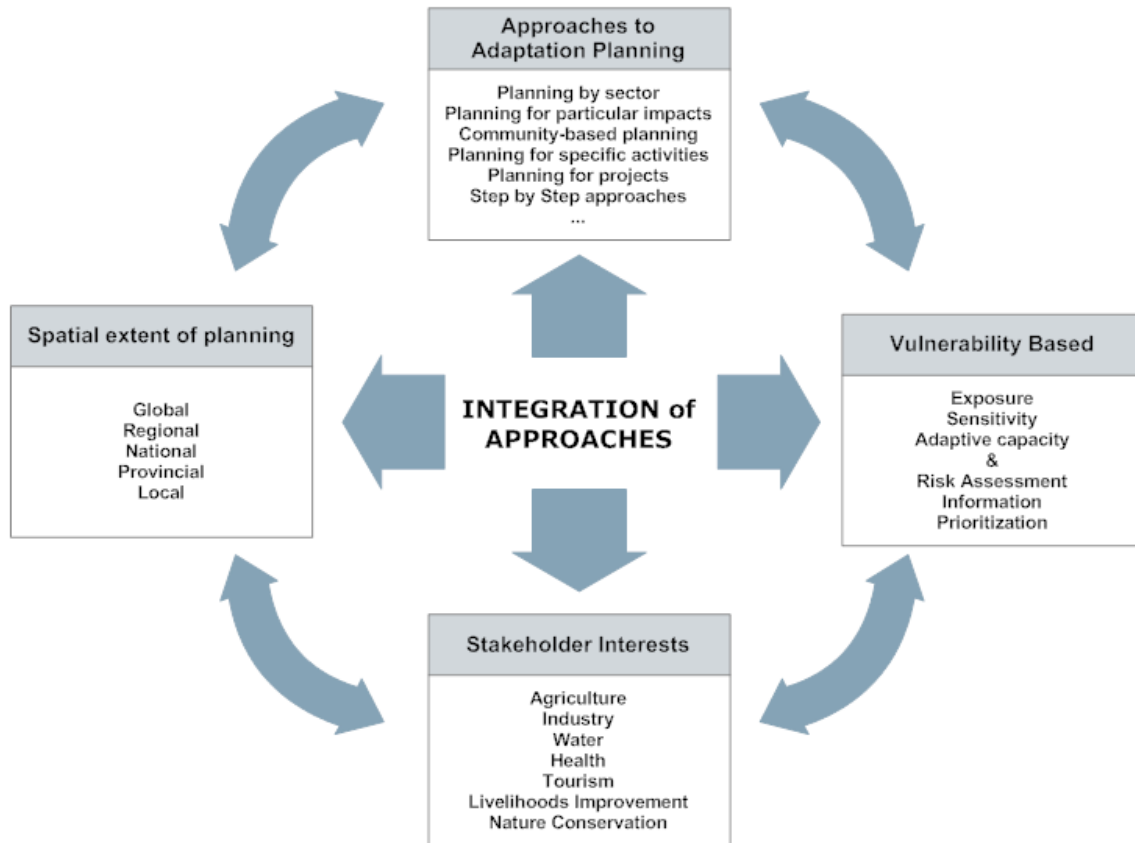 Approaches to
Adaptation Planning
Planning by sector
Planning for particular impacts
Community-based planning
Planning for specific activities
Planning for projects
Step by Step approaches
...
Spatial extent of planning
Global
Regional
National
Provincial
Local
INTEGRATION of
APPROACHES
Vulnerability Based
Exposure
Sensitivity
Adaptive capacity
&
Risk Assessment
Information
Prioritization
Stakeholder Interests
Agriculture
Industry
Water
Health
Tourism
Livelihoods Improvement
Nature Conservation